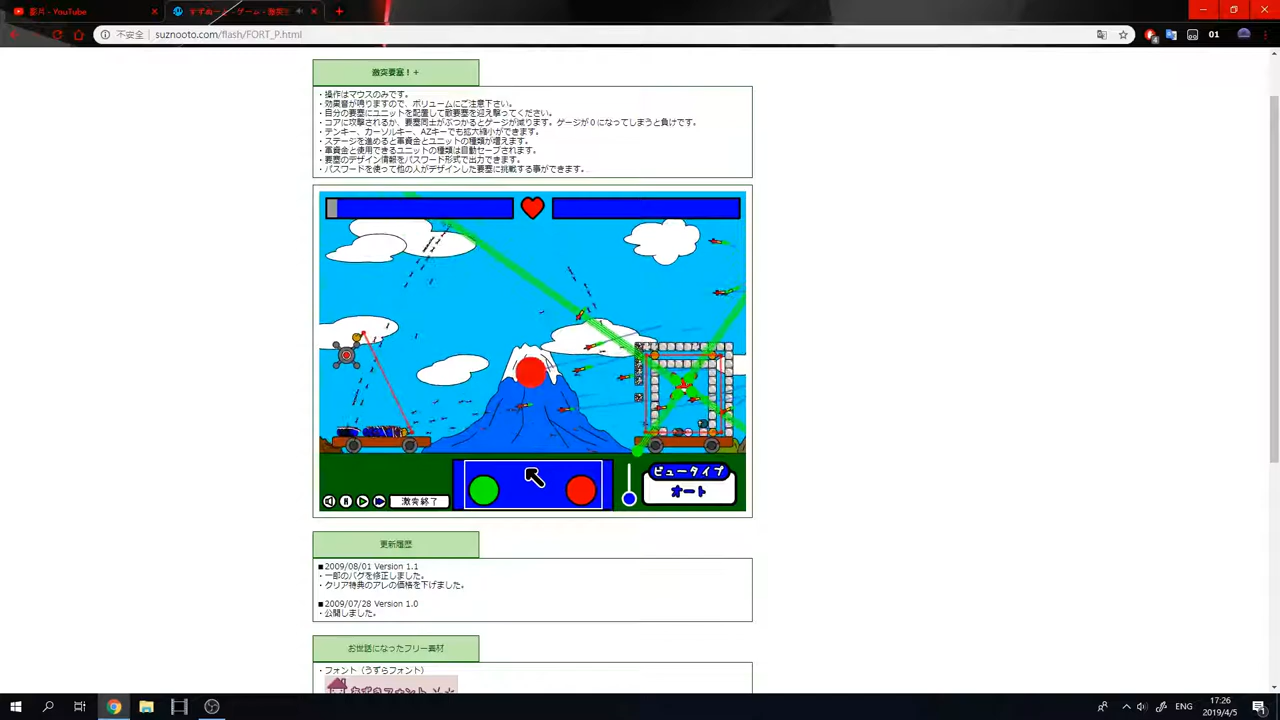 影片 - YouTube
すずぬーと - ゲーム - 激突
不安全
suznooto.com/flash/FORT_P.html
4
01
激突要塞！＋
・操作はマウスのみです。
・効果音が鳴りますので、ボリュームにご注意下さい。
・自分の要塞にユニットを配置して敵要塞を迎え撃ってください。
・コアに攻撃されるか、要塞同士がぶつかるとゲージが減ります。ゲージが０になってしまうと負けです。
・テンキー、カーソルキー、AZキーでも拡大縮小ができます。
・ステージを進めると軍資金とユニットの種類が増えます。
・軍資金と使用できるユニットの種類は自動セーブされます。
・要塞のデザイン情報をパスワード形式で出力できます。
・パスワードを使って他の人がデザインした要塞に挑戦する事ができます。
激突終了
ビュータイプ
オート
更新履歴
■2009/08/01 Version 1.1
・一部のバグを修正しました。
・クリア特典のアレの価格を下げました。
■2009/07/28 Version 1.0
・公開しました。
お世話になったフリー素材
・フォント（うずらフォント）
ENG
17:26
2019/4/5
1